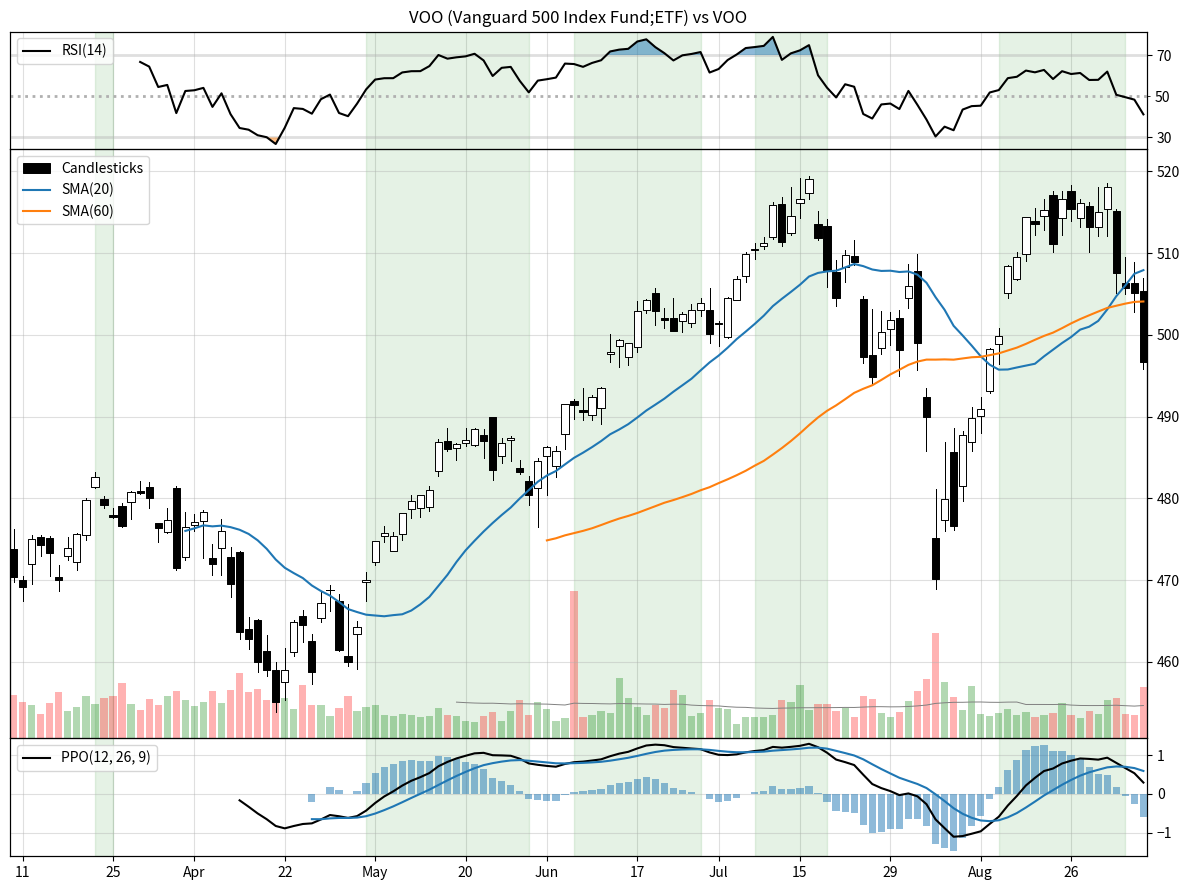 VOO (Vanguard 500 Index Fund;ETF) vs VOO
RSI(14)
70
50
30
Candlesticks
SMA(20)
SMA(60)
520
510
500
490
480
470
460
PPO(12, 26, 9)
1
0
−1
11 25 Apr 22 May 20 Jun 17 Jul 15 29 Aug 26